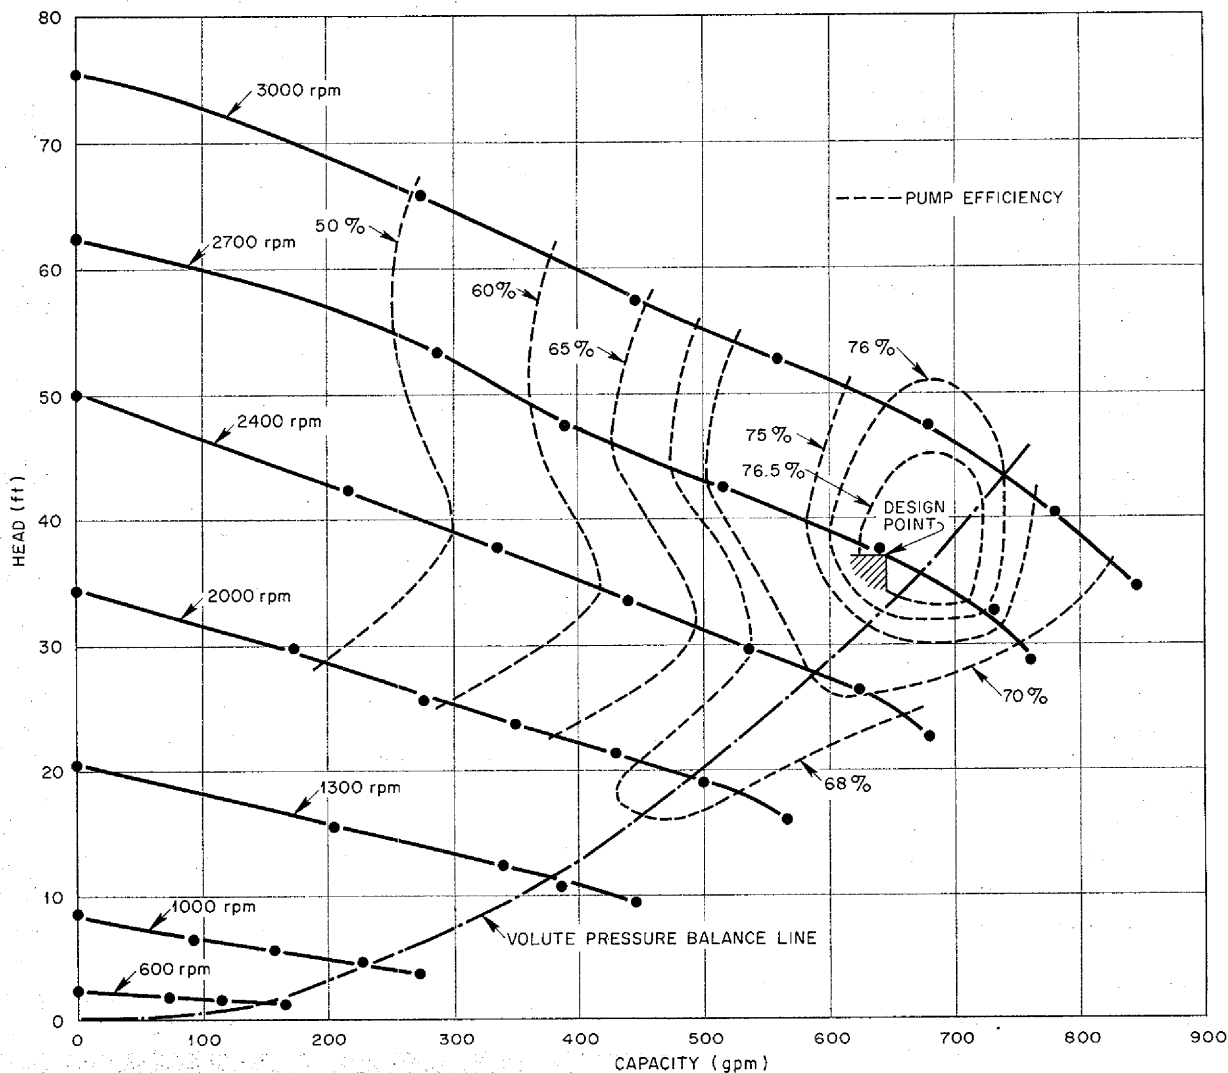 80
70
60
50
40
30
20
10
0
HEAD (ft)
3000 rpm
2700 rpm
2400 rpm
2000 rpm
1300 rpm
1000 rpm
600 rpm
50 %
60%
65%
PUMP EFFICIENCY
76 %
75 %
76.5 %
DESIGN
POINT
70 %
68%
VOLUTE PRESSURE BALANCE LINE
0 100 200 300 400 500 600 700 800 900
CAPACITY (gpm)